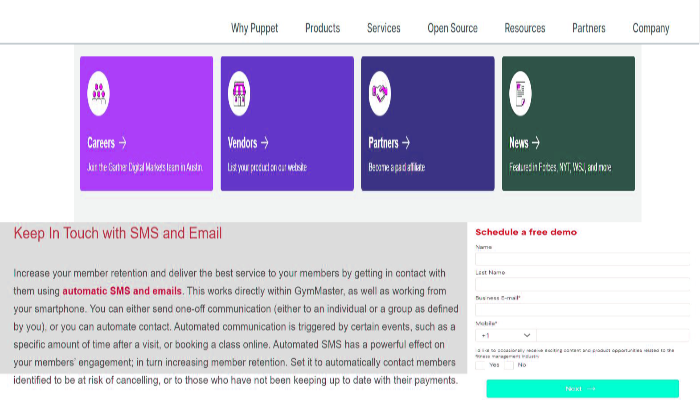 Why Puppet Products Services Open Source Resources Partners Company
Careers → Vendors → Partners → News →
Join the Gartner Digital Markets team in Austin. List your product on our website Become a paid affiliate Featured in Forbes, NYT, WSJ, and more
Keep In Touch with SMS and Email
Increase your member retention and deliver the best service to your members by getting in contact with
them using automatic SMS and emails. This works directly within GymMaster, as well as working from
your smartphone. You can either send one-off communication (either to an individual or a group as defined
by you), or you can automate contact. Automated communication is triggered by certain events, such as a
specific amount of time after a visit, or booking a class online. Automated SMS has a powerful effect on
your members' engagement; in turn increasing member retention. Set it to automatically contact members
identified to be at risk of cancelling, or to those who have not been keeping up to date with their payments.
Schedule a free demo
Name
Last Name
Business E-mail*
Mobile*
+1
I'd like to occasionally receive exciting content and product opportunities related to the
fitness management industry.
Yes No
Next →